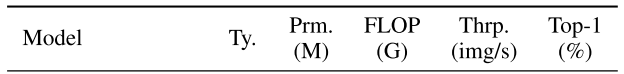 Model Ty. Prm. FLOP Thrp. Top-1
(M) (G) (img/s) (%)